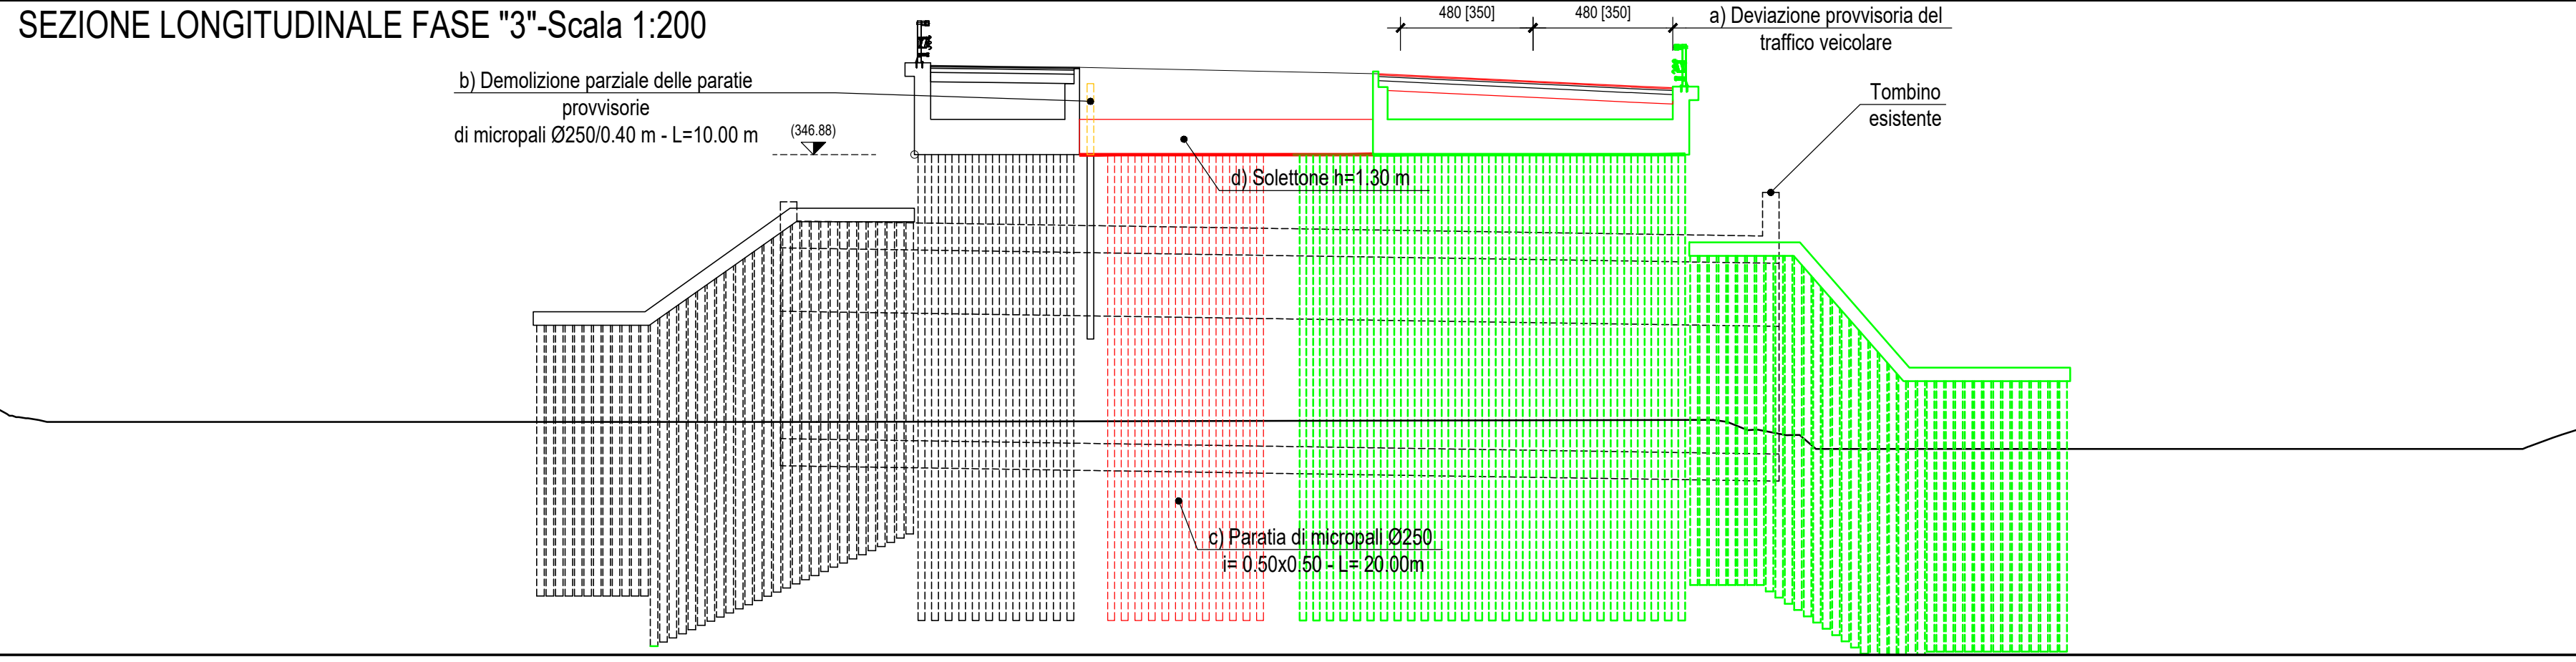 SEZIONE LONGITUDINALE FASE "3"-Scala 1:200
480 [350]
480 [350]
a) Deviazione provvisoria del
traffico veicolare
b) Demolizione parziale delle paratie
provvisorie
di micropali Ø250/0.40 m - L=10.00 m
(346.88)
Tombino
esistente
d) Solettone h=1.30 m
c) Paratia di micropali Ø250
i= 0.50x0.50 - L= 20.00m